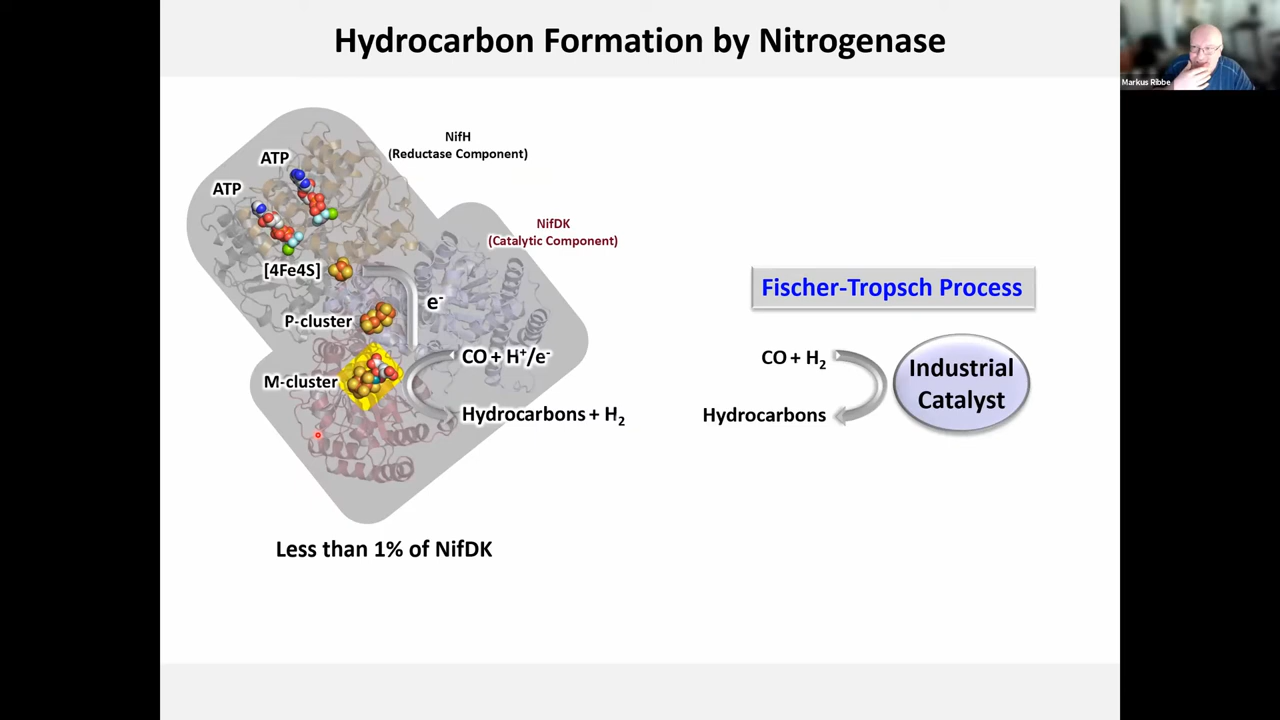 Hydrocarbon Formation by Nitrogenase
Markus Ribbe
NifH
(Reductase Component)
ATP
ATP
NifDK
(Catalytic Component)
[4Fe4S]
e-
P-cluster
M-cluster
CO + H+/e-
Hydrocarbons + H2
Less than 1% of NifDK
Fischer-Tropsch Process
CO + H2
Hydrocarbons
Industrial
Catalyst